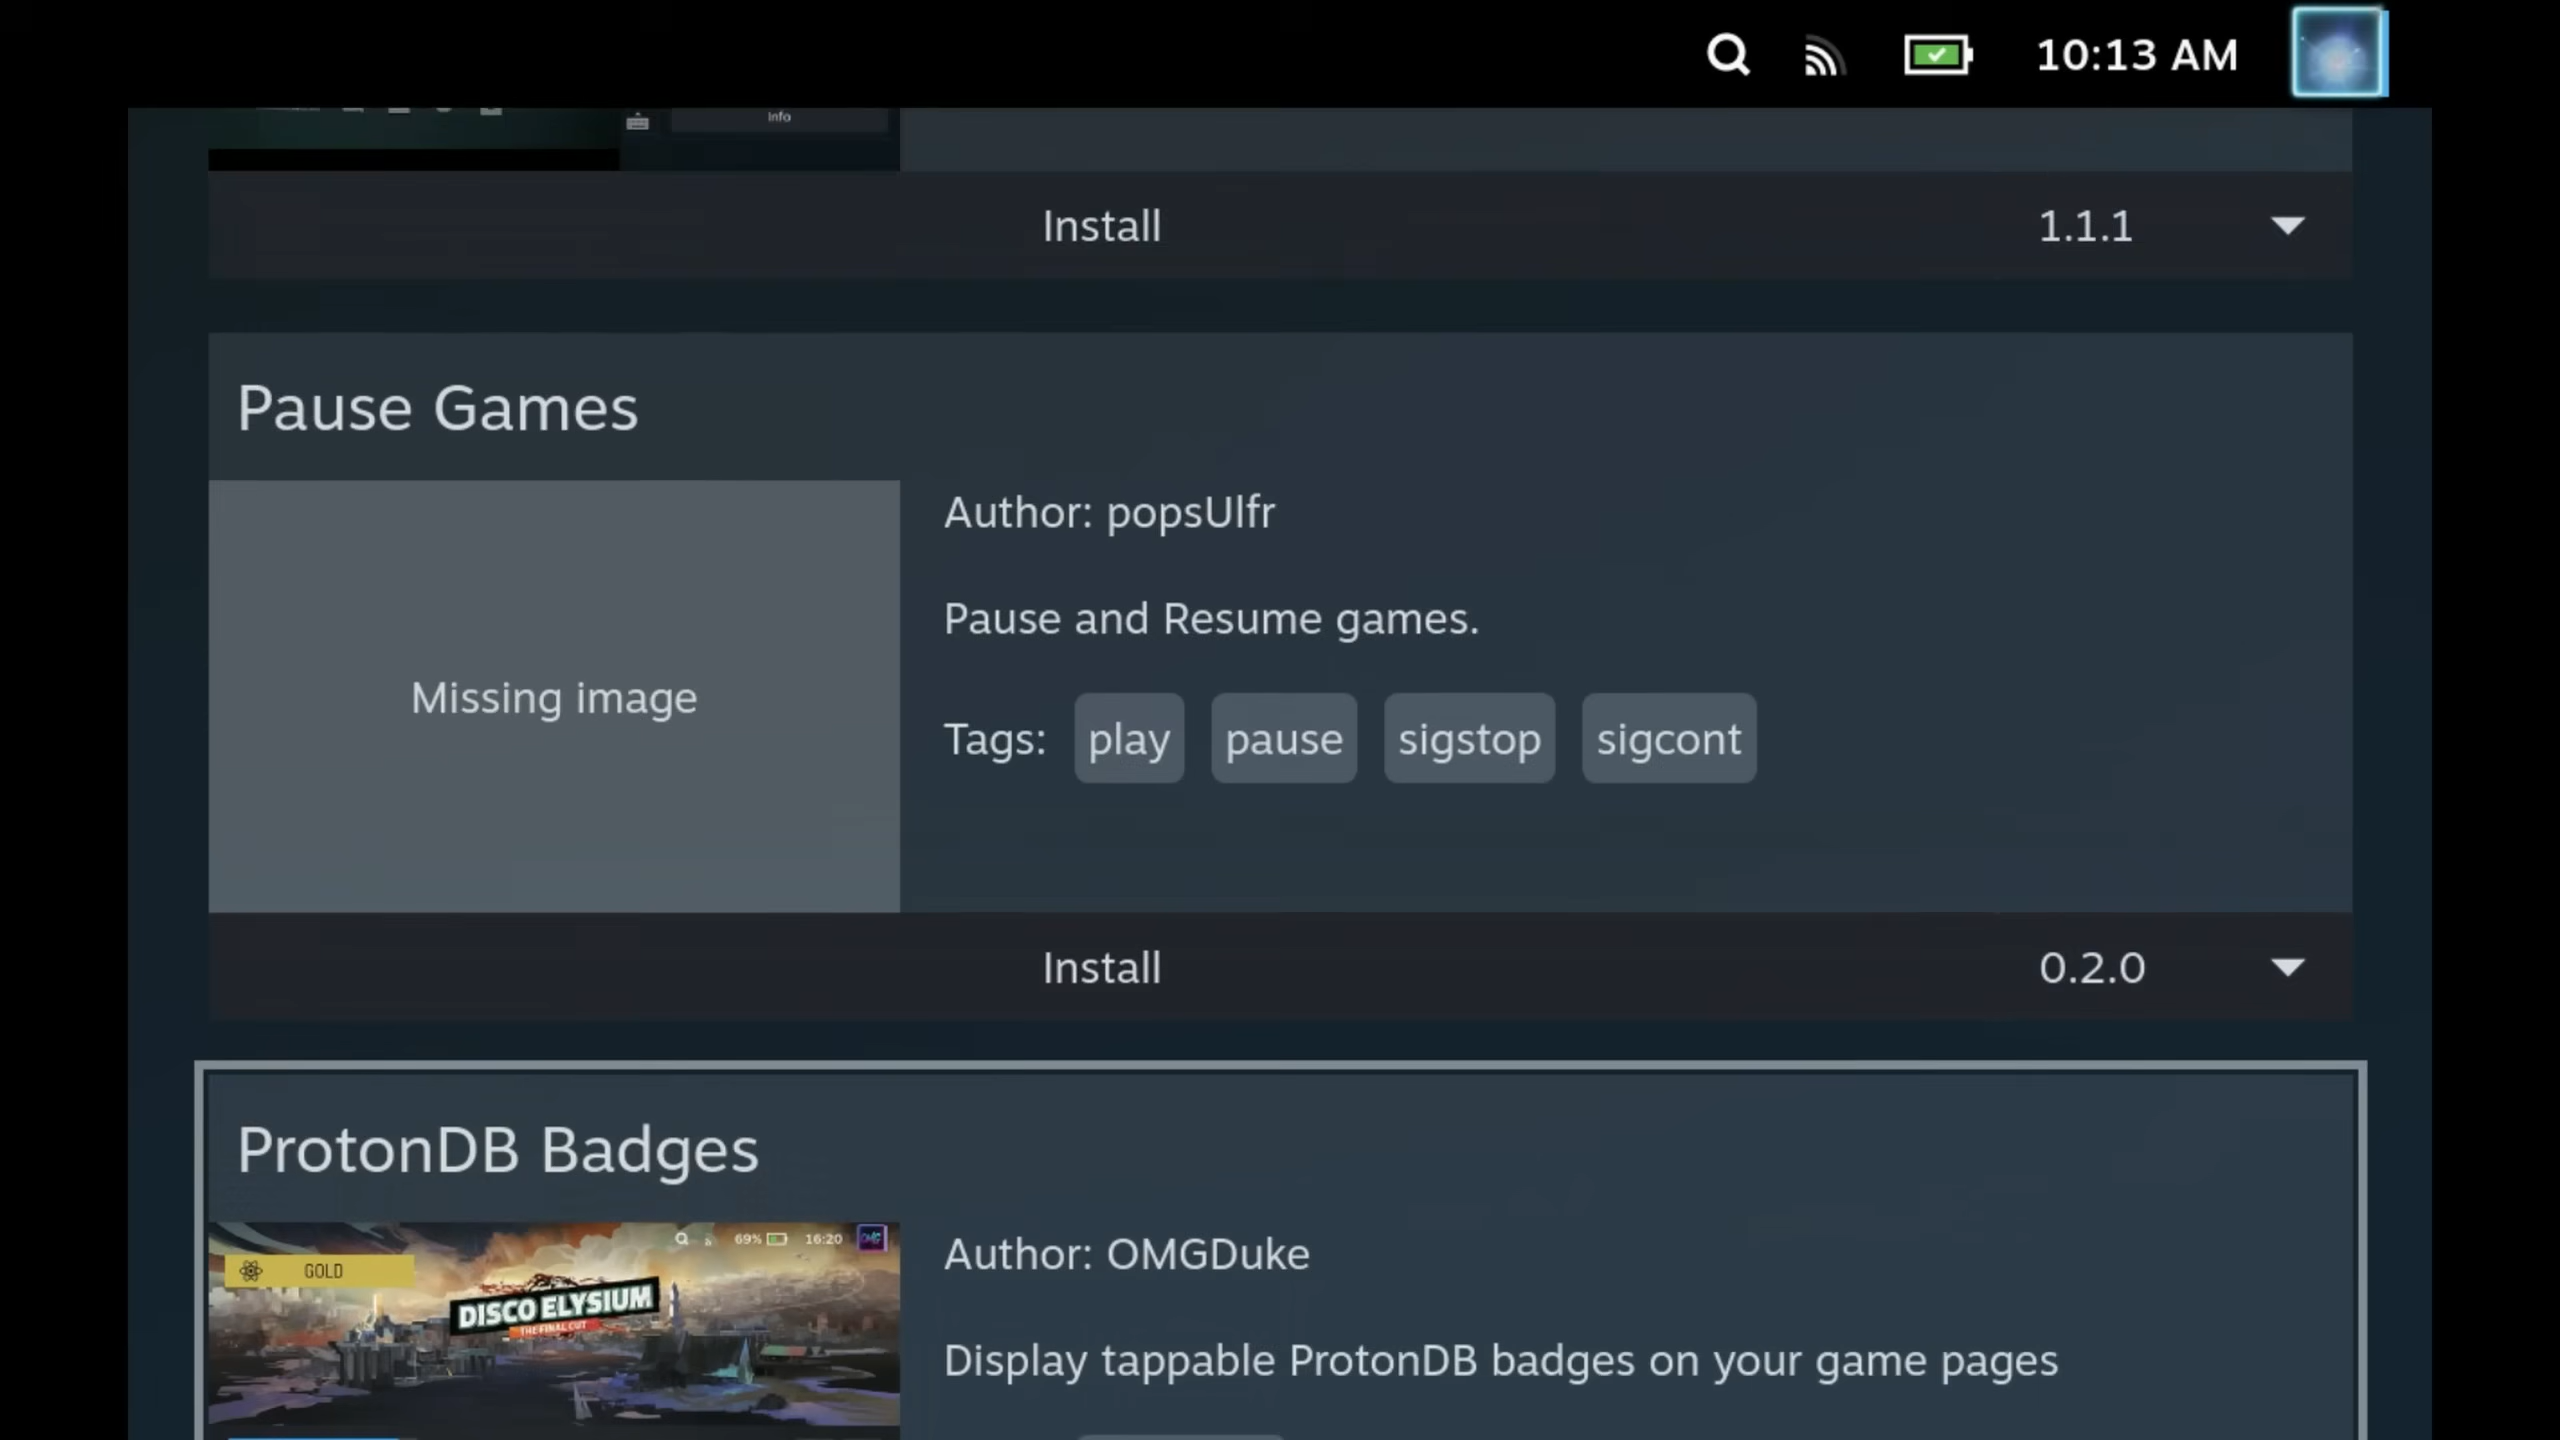 10:13 AM
Info
Install 1.1.1
Pause Games
Author: popsUlfr
Pause and Resume games.
Missing image
Tags: play pause sigstop sigcont
Install 0.2.0
ProtonDB Badges
69% 16:20
GOLD
DISCO ELYSIUM
THE FINAL CUT
Author: OMGDuke
Display tappable ProtonDB badges on your game pages